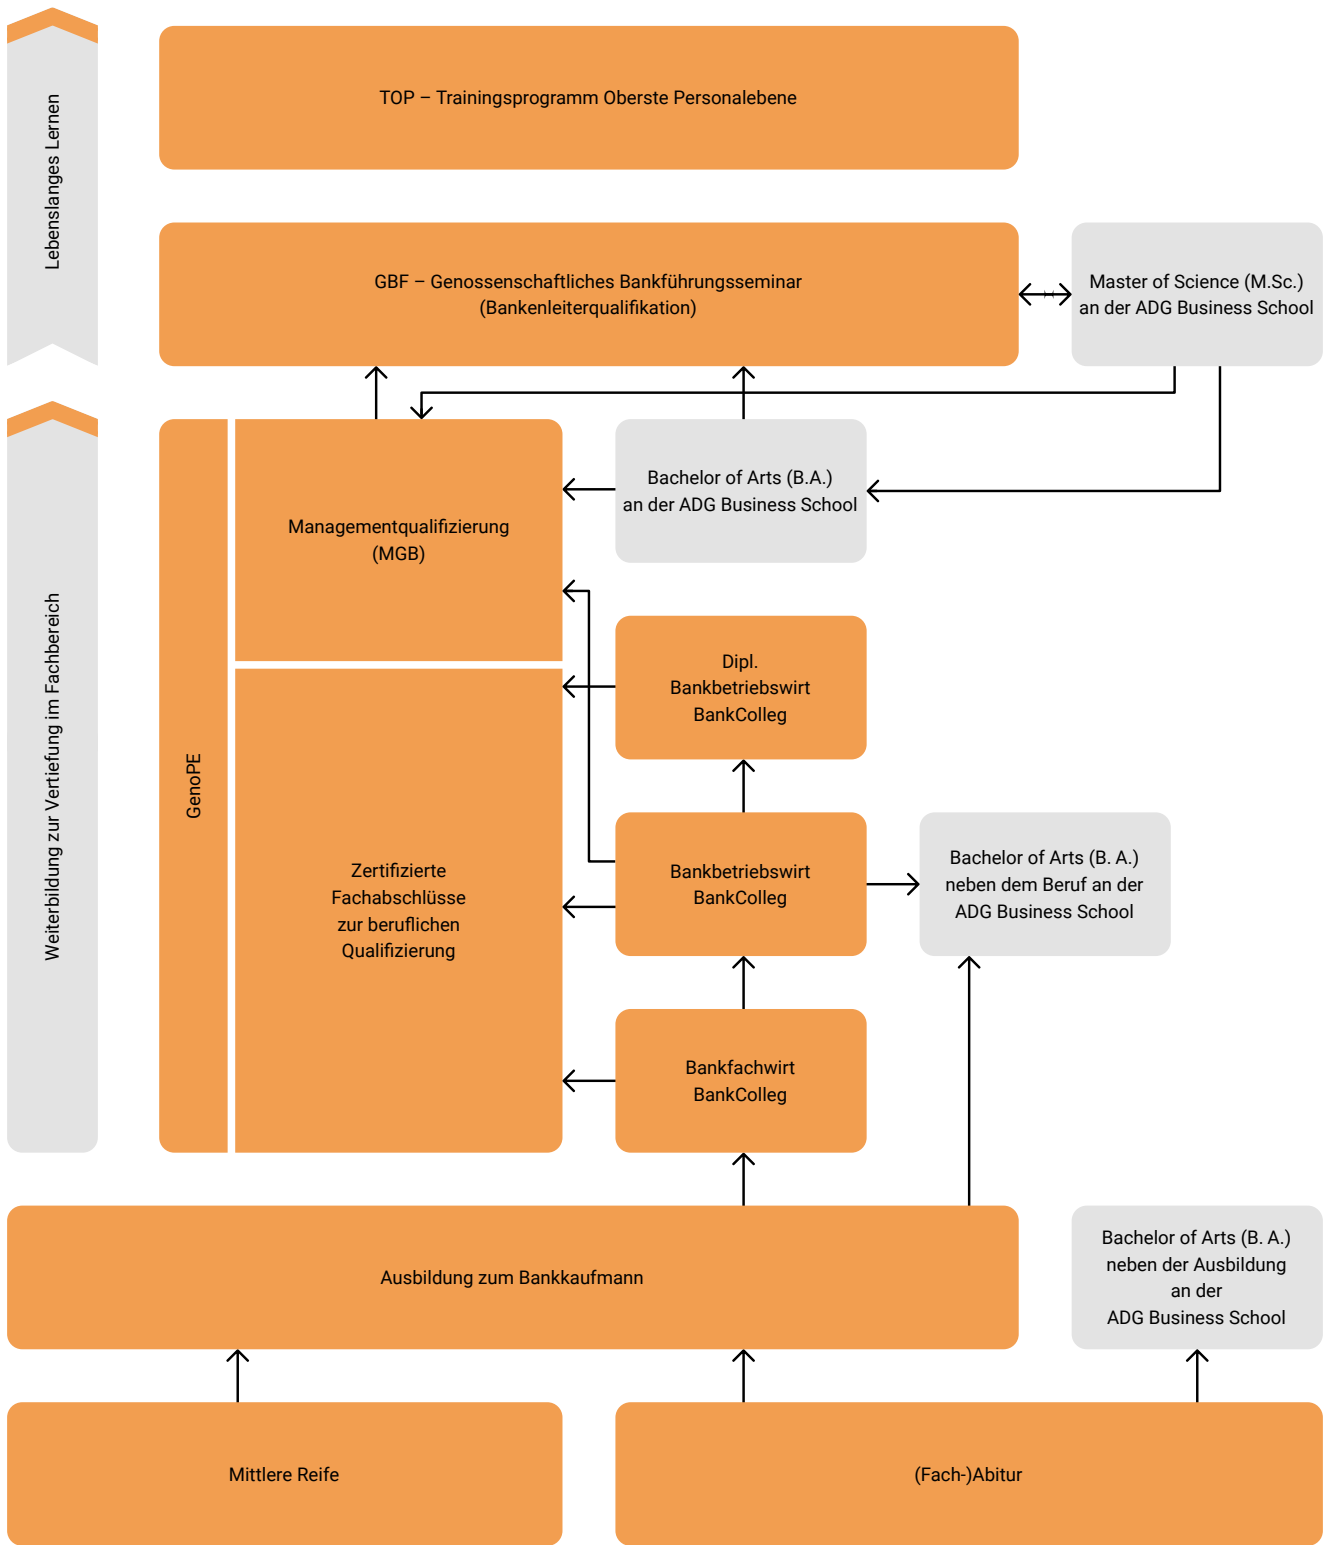 Lebenslanges Lernen
TOP – Trainingsprogramm Oberste Personalebene
GBF – Genossenschaftliches Bankführungsseminar
(Bankenleiterqualifikation)
Master of Science (M.Sc.)
an der ADG Business School
Weiterbildung zur Vertiefung im Fachbereich
GenoPE
Managementqualifizierung
(MGB)
Bachelor of Arts (B.A.)
an der ADG Business School
Dipl.
Bankbetriebswirt
BankColleg
Zertifizierte
Fachabschlüsse
zur beruflichen
Qualifizierung
Bankbetriebswirt
BankColleg
Bachelor of Arts (B. A.)
neben dem Beruf an der
ADG Business School
Bankfachwirt
BankColleg
Ausbildung zum Bankkaufmann
Bachelor of Arts (B. A.)
neben der Ausbildung
an der
ADG Business School
Mittlere Reife
(Fach-)Abitur